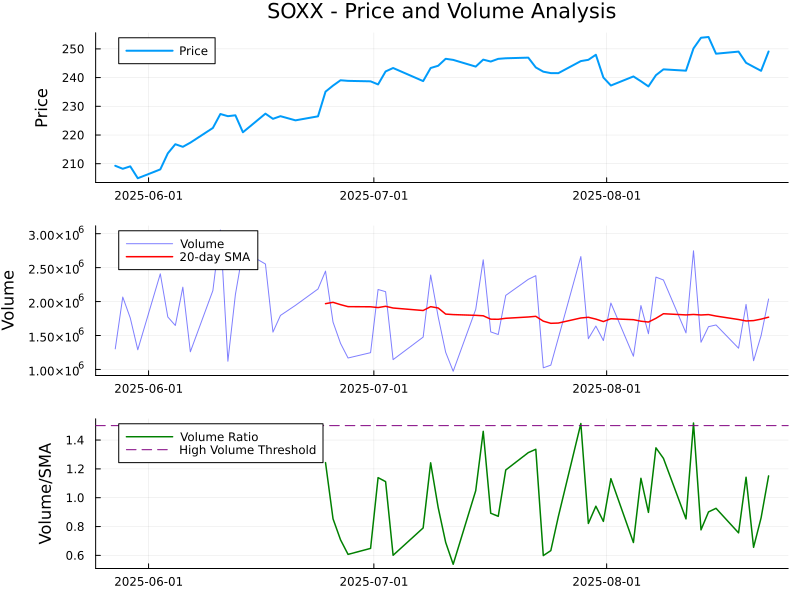 SOXX - Price and Volume Analysis
Price
Price
250
240
230
220
210
2025-06-01
2025-07-01
2025-08-01
Volume
Volume
20-day SMA
3.00×10⁶
2.50×10⁶
2.00×10⁶
1.50×10⁶
1.00×10⁶
2025-06-01
2025-07-01
2025-08-01
Volume/SMA
Volume Ratio
High Volume Threshold
1.4
1.2
1.0
0.8
0.6
2025-06-01
2025-07-01
2025-08-01